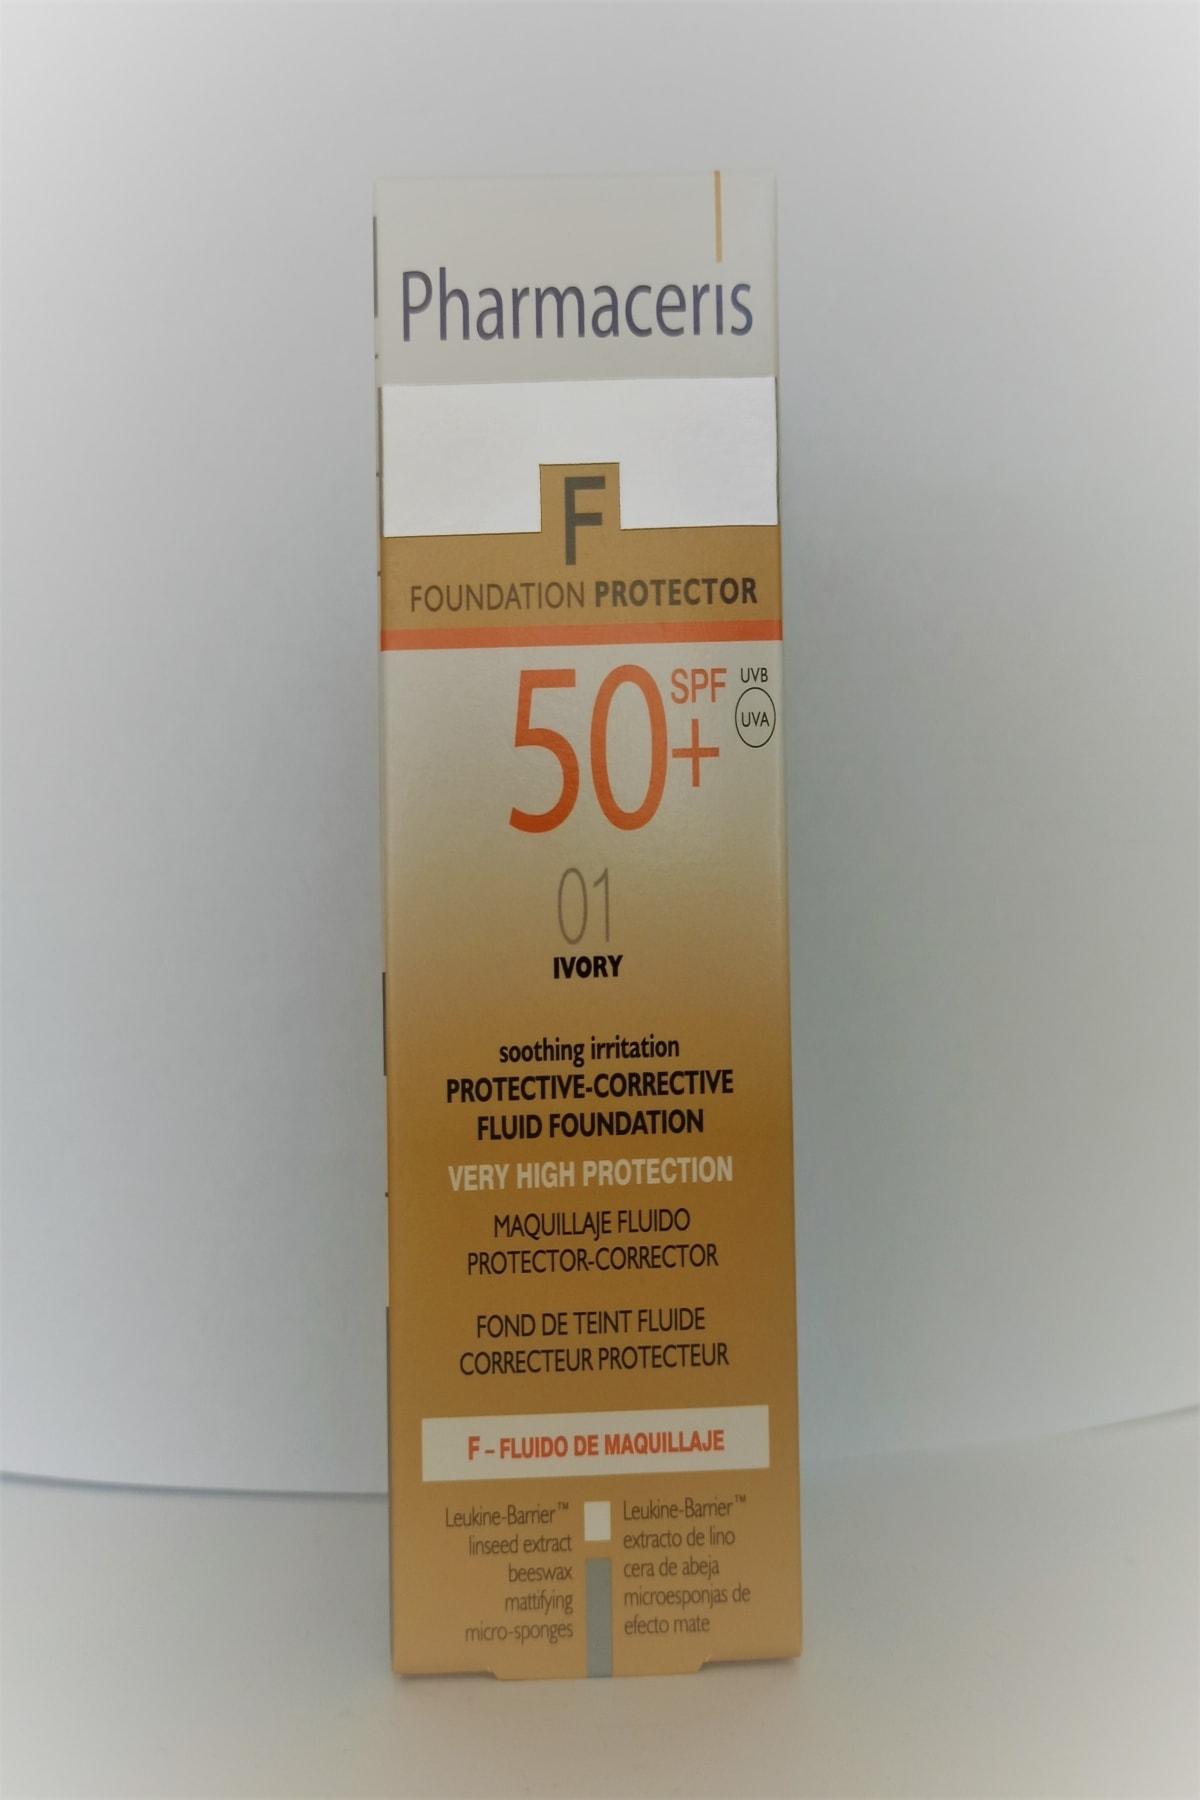 Pharmaceris
F
FOUNDATION PROTECTOR
50+ SPF
UVB
UVA
01
IVORY
soothing irritation
PROTECTIVE-CORRECTIVE
FLUID FOUNDATION
VERY HIGH PROTECTION
MAQUILLAJE FLUIDO
PROTECTOR-CORRECTOR
FOND DE TEINT FLUIDE
CORRECTEUR PROTECTEUR
F – FLUIDO DE MAQUILLAJE
Leukine-Barrier™
linseed extract
beeswax
mattifying
micro-sponges
Leukine-Barrier™
extracto de lino
cera de abeja
microesponjas de
efecto mate